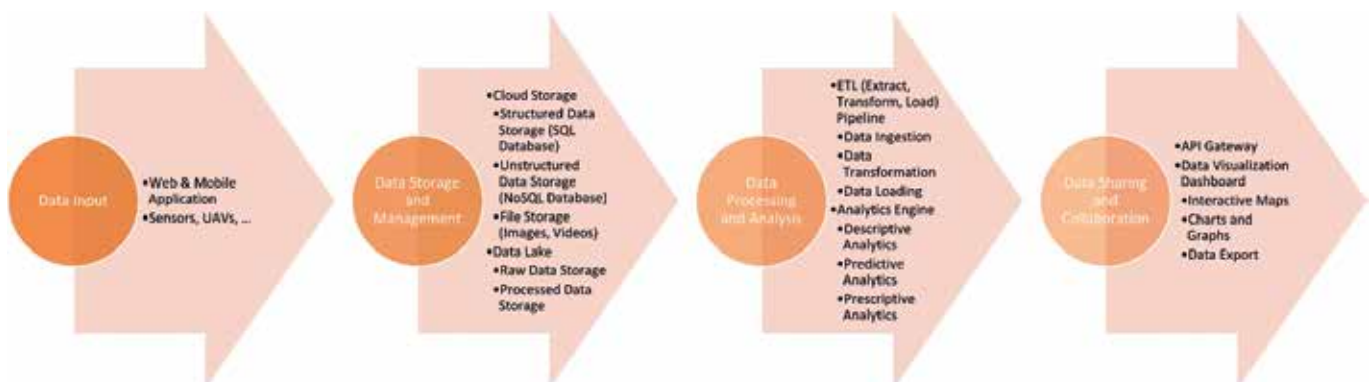 Data Input
•Web & Mobile
Application
•Sensors, UAVs, ...
Data Storage
and
Management
•Cloud Storage
•Structured Data
Storage (SQL
Database)
•Unstructured
Data Storage
(NoSQL Database)
•File Storage
(Images, Videos)
•Data Lake
•Raw Data Storage
•Processed Data
Storage
Data
Processing
and Analysis
•ETL (Extract,
Transform, Load)
Pipeline
•Data Ingestion
•Data
Transformation
•Data Loading
•Analytics Engine
•Descriptive
Analytics
•Predictive
Analytics
•Prescriptive
Analytics
Data Sharing
and
Collaboration
•API Gateway
•Data Visualization
Dashboard
•Interactive Maps
•Charts and
Graphs
•Data Export